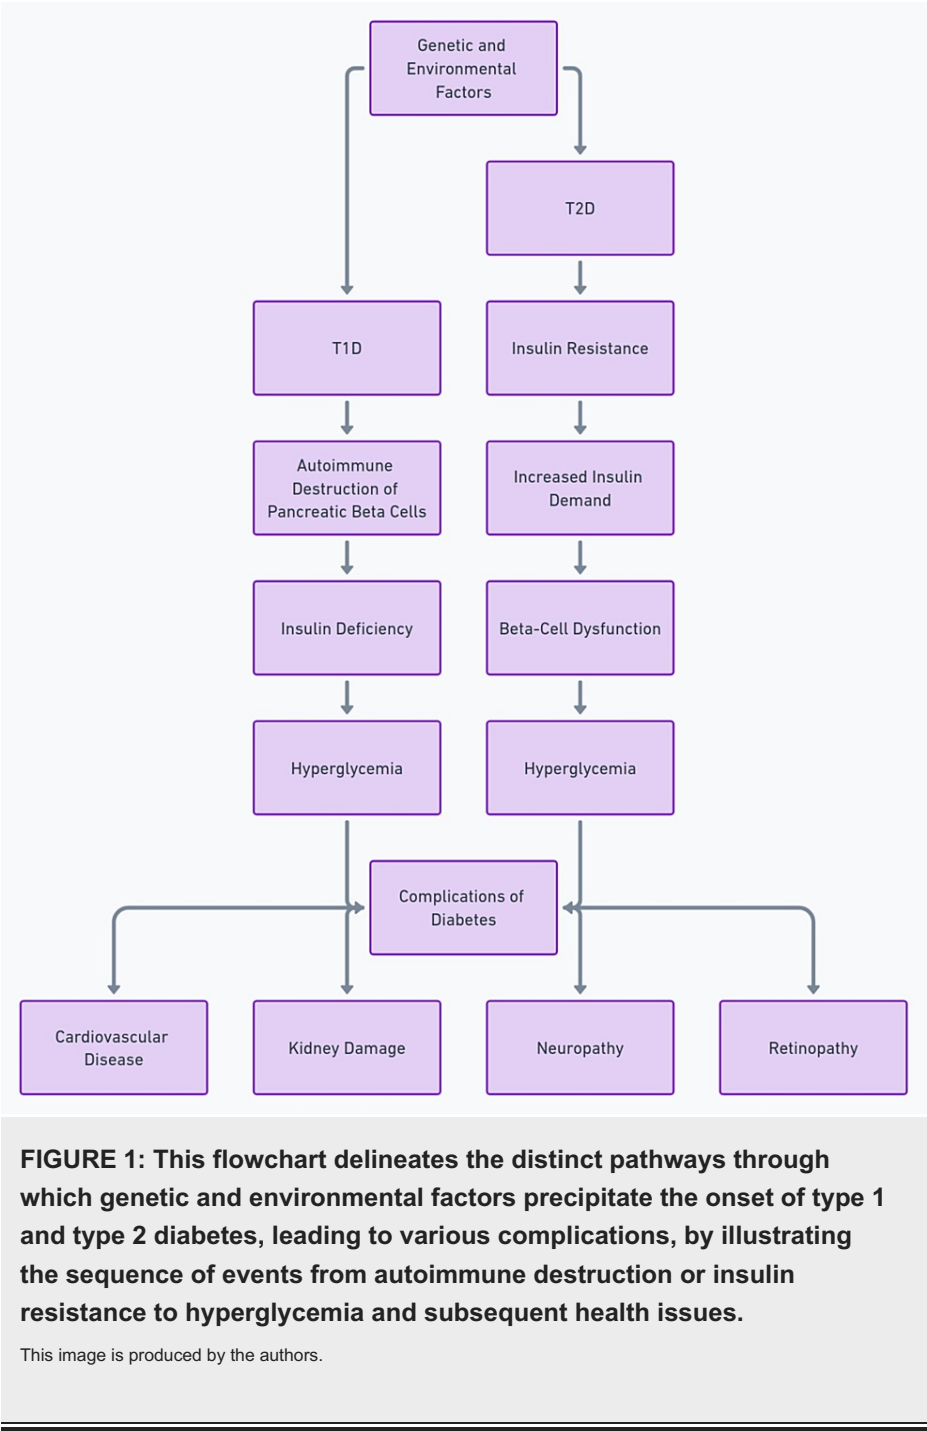 Genetic and
Environmental
Factors
T2D
T1D
Insulin Resistance
Autoimmune
Destruction of
Pancreatic Beta Cells
Increased Insulin
Demand
Insulin Deficiency
Beta-Cell Dysfunction
Hyperglycemia
Hyperglycemia
Complications of
Diabetes
Cardiovascular
Disease
Kidney Damage
Neuropathy
Retinopathy
FIGURE 1: This flowchart delineates the distinct pathways through
which genetic and environmental factors precipitate the onset of type 1
and type 2 diabetes, leading to various complications, by illustrating
the sequence of events from autoimmune destruction or insulin
resistance to hyperglycemia and subsequent health issues.
This image is produced by the authors.